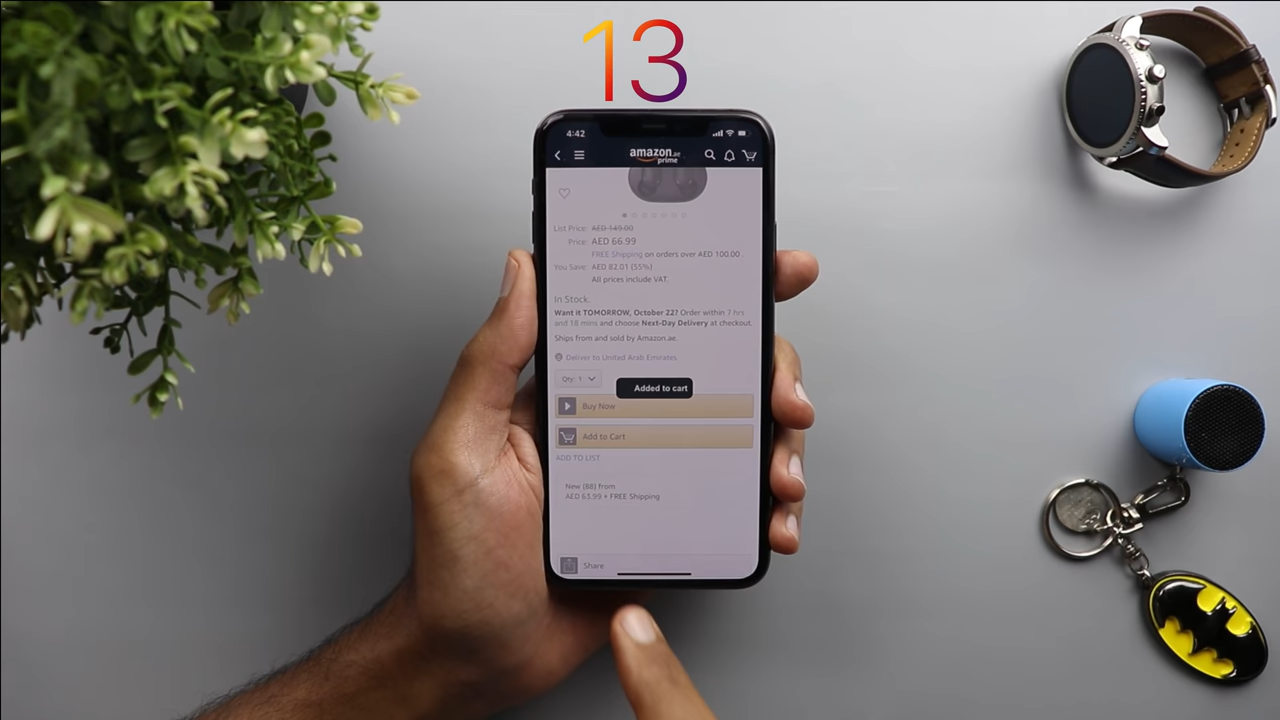 13
4:42
amazon.ae
prime
List Price: AED 149.00
Price: AED 66.99
FREE Shipping on orders over AED 100.00 .
You Save: AED 82.01 (55%)
All prices include VAT.
In Stock.
Want it TOMORROW, October 22? Order within 7 hrs
and 18 mins and choose Next-Day Delivery at checkout.
Ships from and sold by Amazon.ae.
Deliver to United Arab Emirates
Qty: 1
Added to cart
Buy Now
Add to Cart
ADD TO LIST
New (88) from
AED 63.99 + FREE Shipping
Share